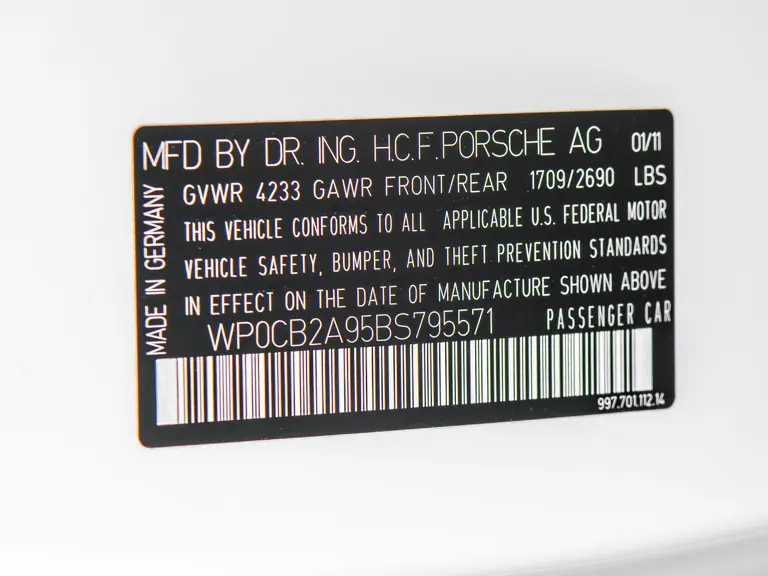 MFD BY DR. ING. H.C.F.PORSCHE AG 01/11
GVWR 4233 GAWR FRONT/REAR 1709/2690 LBS
THIS VEHICLE CONFORMS TO ALL APPLICABLE U.S. FEDERAL MOTOR
VEHICLE SAFETY, BUMPER, AND THEFT PREVENTION STANDARDS
IN EFFECT ON THE DATE OF MANUFACTURE SHOWN ABOVE
WP0CB2A95BS795571 PASSENGER CAR
997.701.112.14
MADE IN GERMANY